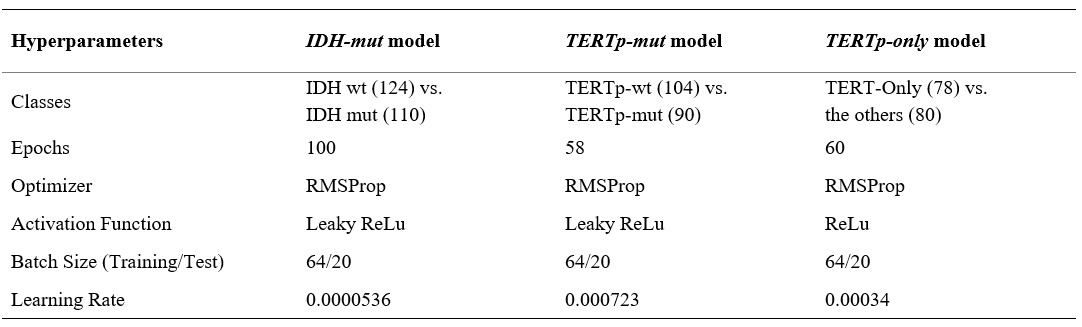 Hyperparameters IDH-mut model TERTp-mut model TERTp-only model
Classes IDH wt (124) vs. IDH mut (110) TERTp-wt (104) vs. TERTp-mut (90) TERT-Only (78) vs. the others (80)
Epochs 100 58 60
Optimizer RMSProp RMSProp RMSProp
Activation Function Leaky ReLu Leaky ReLu ReLu
Batch Size (Training/Test) 64/20 64/20 64/20
Learning Rate 0.0000536 0.000723 0.00034